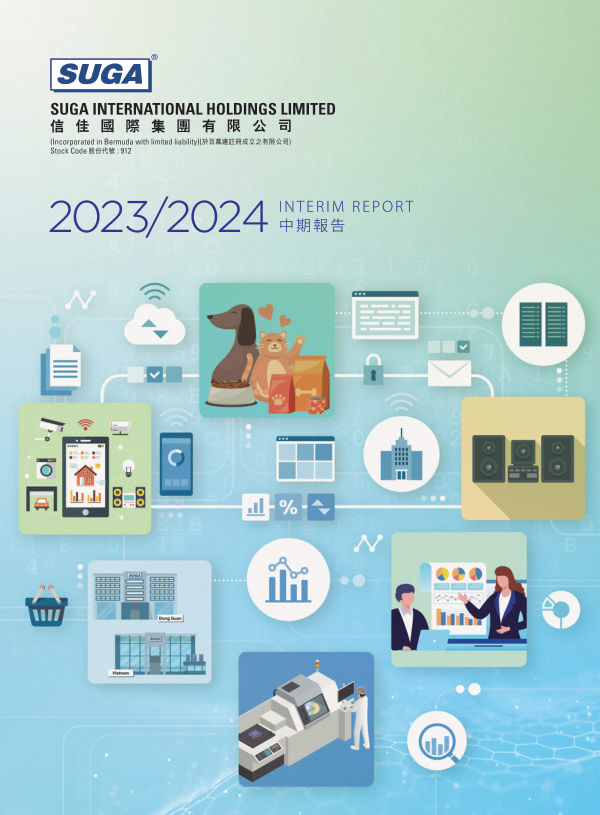 SUGA®
SUGA INTERNATIONAL HOLDINGS LIMITED
信佳國際集團有限公司
(Incorporated in Bermuda with limited liability)(於百慕達註冊成立之有限公司)
Stock Code 股份代號 : 912
2023/2024 INTERIM REPORT
中期報告
%
SUGA
Dong Guan
SUGA
Vietnam